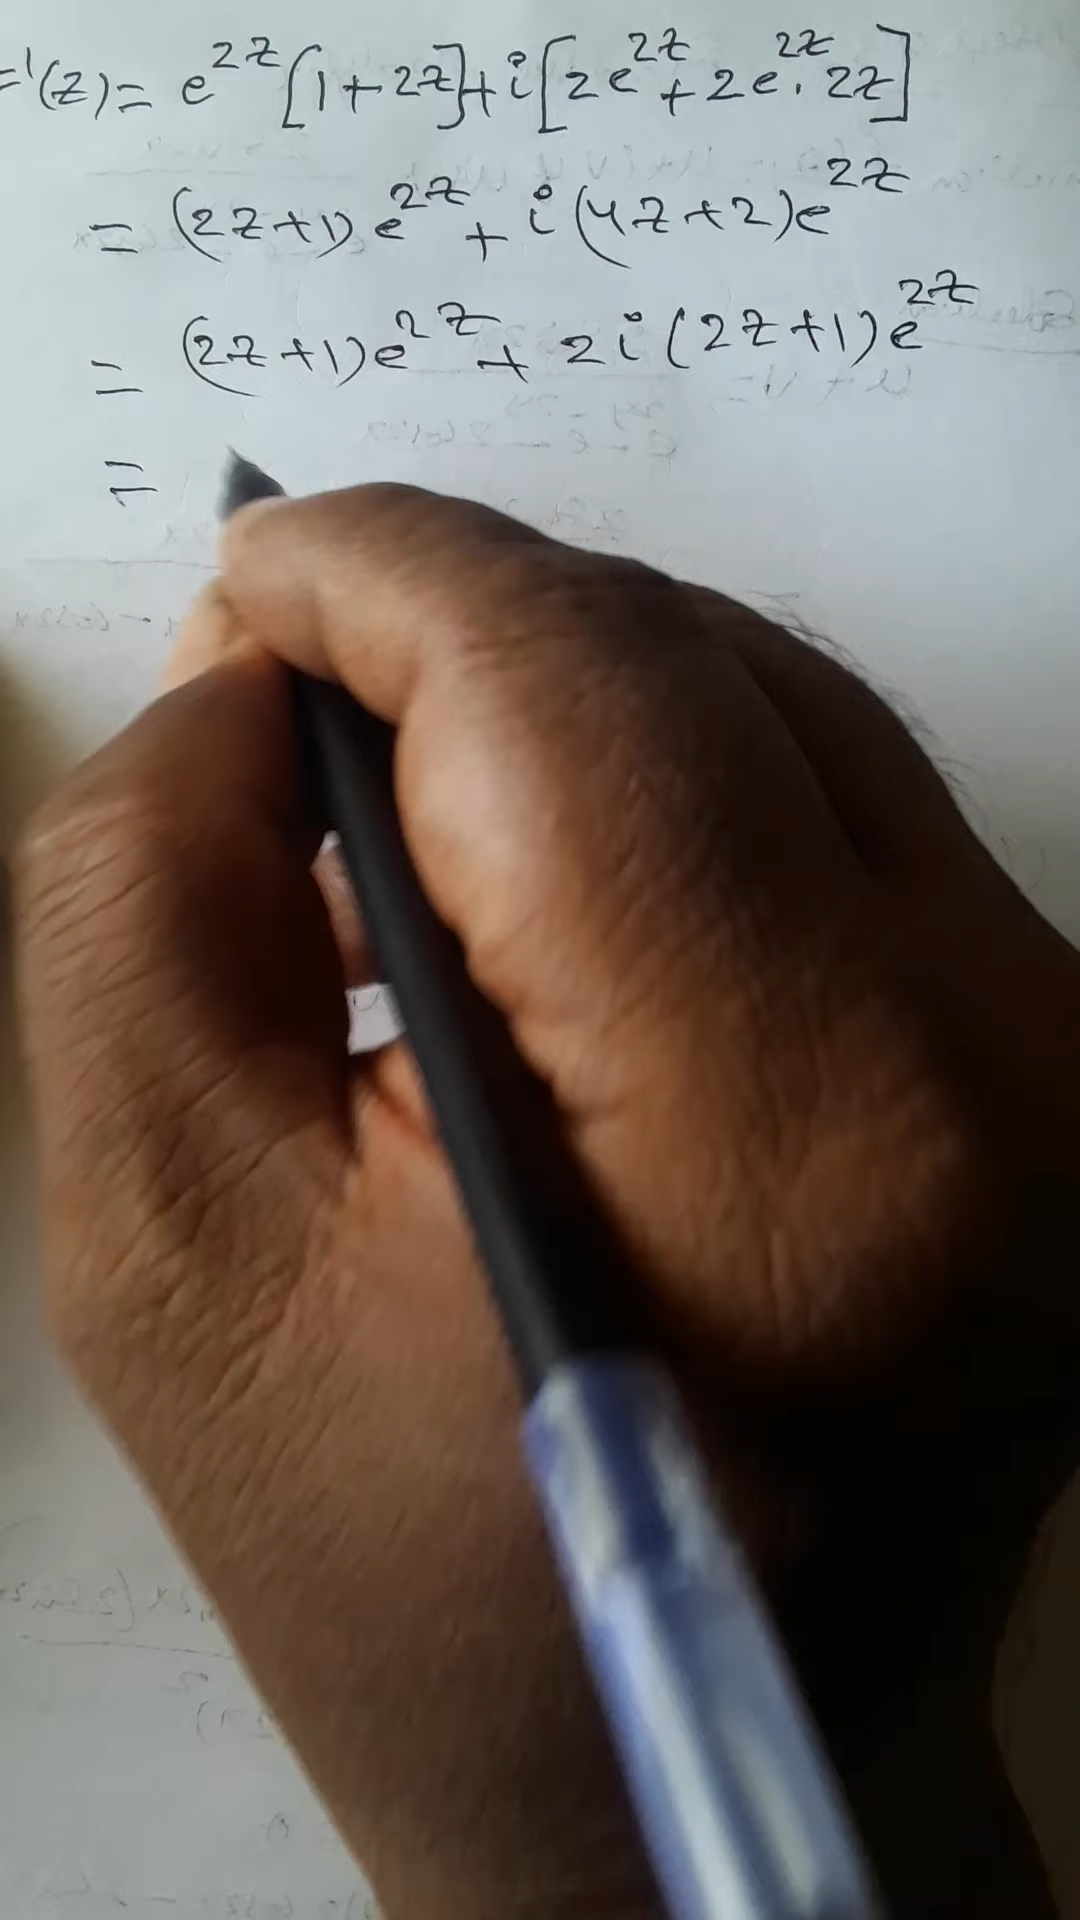 '(z) = e^{2z} [1 + 2z] + i [2e^{2z} + 2e^{2z} . 2z]
= (2z + 1) e^{2z} + i (4z + 2) e^{2z}
= (2z + 1) e^{2z} + 2i (2z + 1) e^{2z}
=